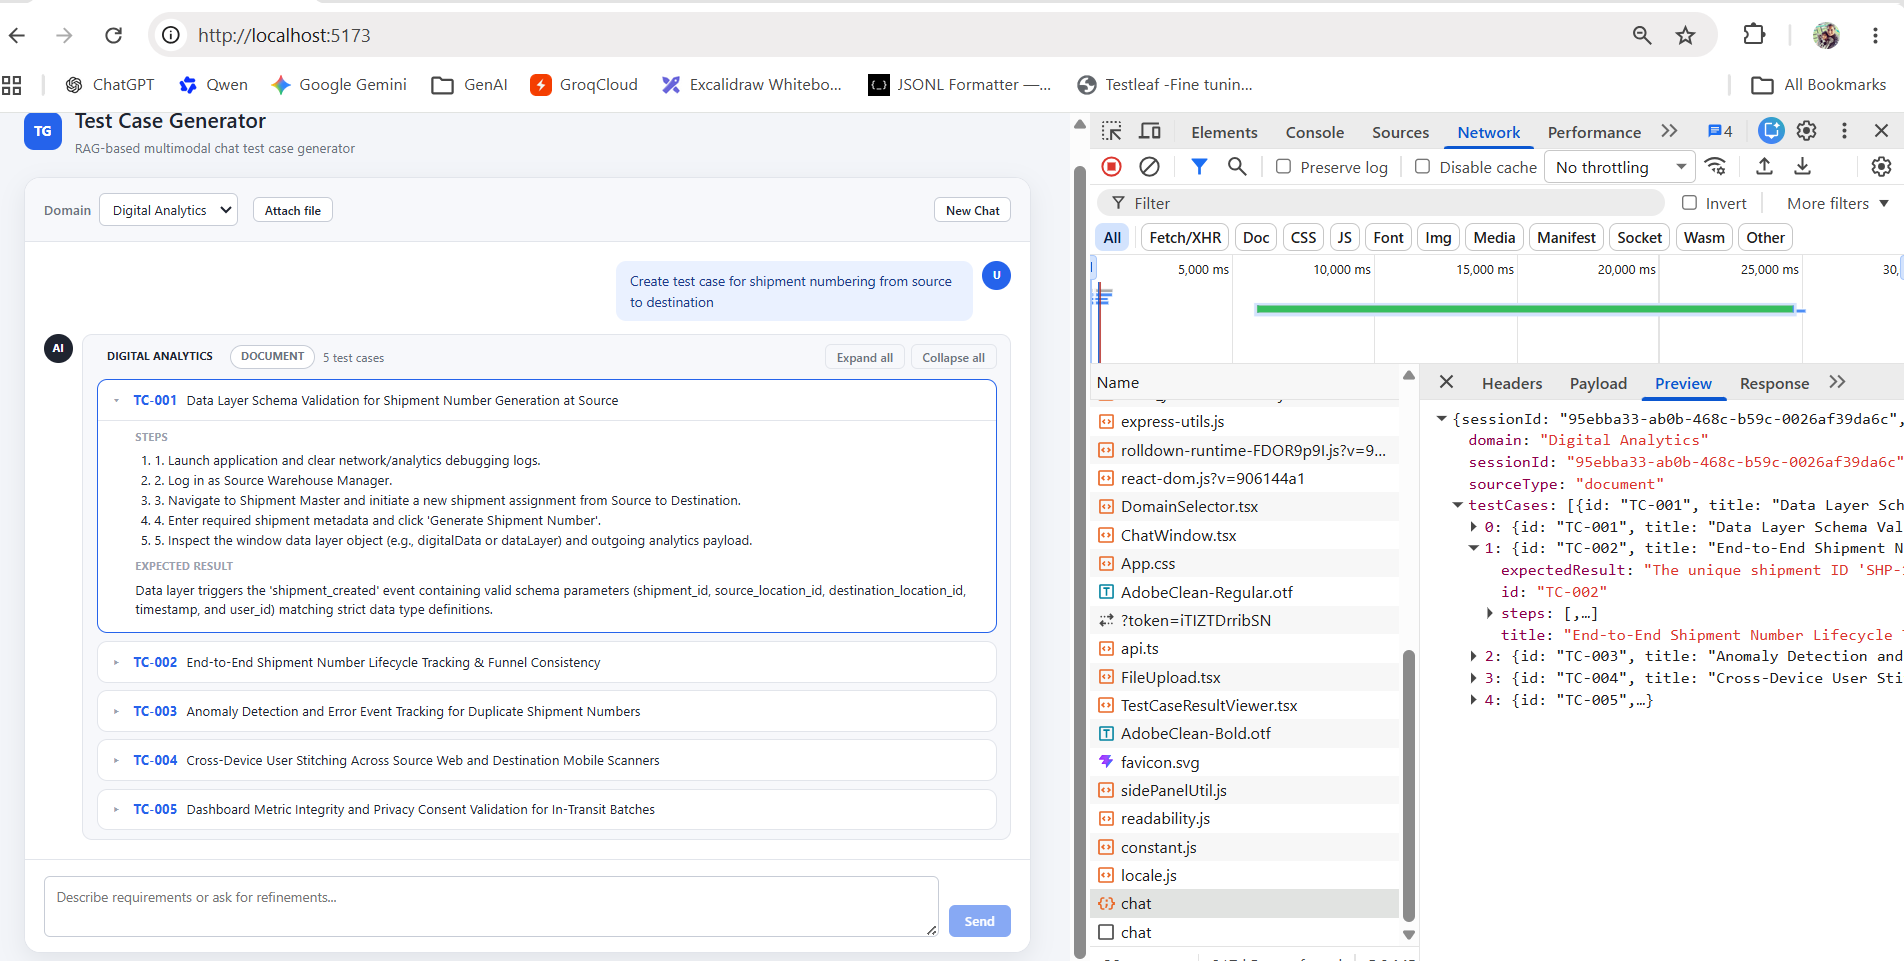 http://localhost:5173
ChatGPT
Qwen
Google Gemini
GenAI
GroqCloud
Excalidraw Whitebo...
JSONL Formatter —...
Testleaf -Fine tunin...
All Bookmarks
TG
Test Case Generator
RAG-based multimodal chat test case generator
Domain
Digital Analytics
Attach file
New Chat
Create test case for shipment numbering from source
to destination
U
AI
DIGITAL ANALYTICS
DOCUMENT
5 test cases
Expand all
Collapse all
TC-001 Data Layer Schema Validation for Shipment Number Generation at Source
STEPS
1. 1. Launch application and clear network/analytics debugging logs.
2. 2. Log in as Source Warehouse Manager.
3. 3. Navigate to Shipment Master and initiate a new shipment assignment from Source to Destination.
4. 4. Enter required shipment metadata and click 'Generate Shipment Number'.
5. 5. Inspect the window data layer object (e.g., digitalData or dataLayer) and outgoing analytics payload.
EXPECTED RESULT
Data layer triggers the 'shipment_created' event containing valid schema parameters (shipment_id, source_location_id, destination_location_id,
timestamp, and user_id) matching strict data type definitions.
TC-002 End-to-End Shipment Number Lifecycle Tracking & Funnel Consistency
TC-003 Anomaly Detection and Error Event Tracking for Duplicate Shipment Numbers
TC-004 Cross-Device User Stitching Across Source Web and Destination Mobile Scanners
TC-005 Dashboard Metric Integrity and Privacy Consent Validation for In-Transit Batches
Describe requirements or ask for refinements...
Send
Elements
Console
Sources
Network
Performance
4
Preserve log
Disable cache
No throttling
Filter
Invert
More filters
All
Fetch/XHR
Doc
CSS
JS
Font
Img
Media
Manifest
Socket
Wasm
Other
5,000 ms
10,000 ms
15,000 ms
20,000 ms
25,000 ms
30,
Name
express-utils.js
rolldown-runtime-FDOR9p9I.js?v=9...
react-dom.js?v=906144a1
DomainSelector.tsx
ChatWindow.tsx
App.css
AdobeClean-Regular.otf
?token=iTIZTDrribSN
api.ts
FileUpload.tsx
TestCaseResultViewer.tsx
AdobeClean-Bold.otf
favicon.svg
sidePanelUtil.js
readability.js
constant.js
locale.js
chat
chat
Headers
Payload
Preview
Response
{sessionId: "95ebba33-ab0b-468c-b59c-0026af39da6c",
domain: "Digital Analytics"
sessionId: "95ebba33-ab0b-468c-b59c-0026af39da6c"
sourceType: "document"
testCases: [{id: "TC-001", title: "Data Layer Sch
0: {id: "TC-001", title: "Data Layer Schema Val
1: {id: "TC-002", title: "End-to-End Shipment N
expectedResult: "The unique shipment ID 'SHP-
id: "TC-002"
steps: [,…]
title: "End-to-End Shipment Number Lifecycle
2: {id: "TC-003", title: "Anomaly Detection and
3: {id: "TC-004", title: "Cross-Device User Sti
4: {id: "TC-005",…}